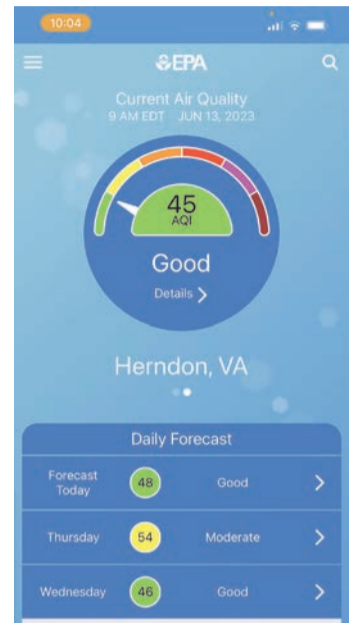 10:04
EPA
Current Air Quality
9 AM EDT JUN 13, 2023
45
AQI
Good
Details
Herndon, VA
Daily Forecast
Forecast
Today
48
Good
Thursday
54
Moderate
Wednesday
46
Good